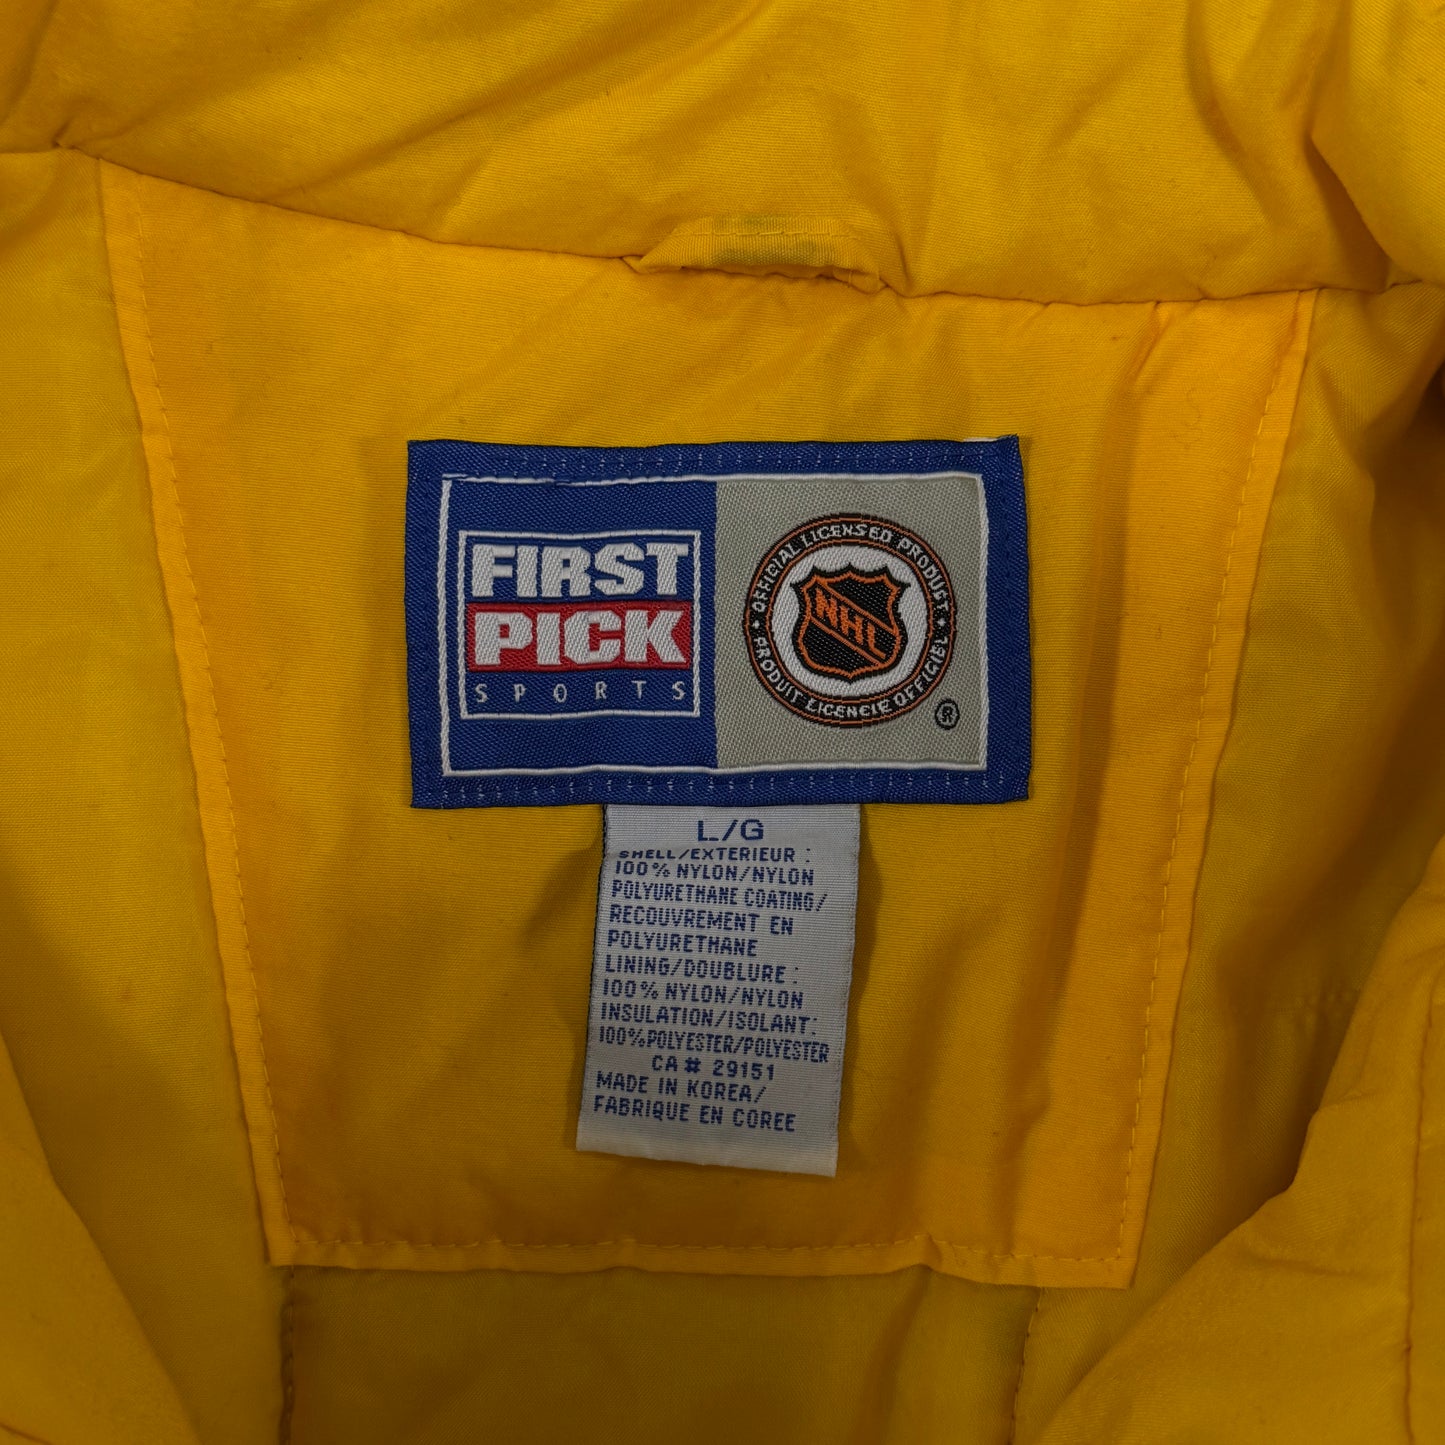 FIRST
PICK
SPORTS
OFFICIAL LICENSED PRODUCT
NHL
PRODUIT LICENCIE OFFICIEL
®
L/G
SHELL/EXTERIEUR :
100% NYLON/NYLON
POLYURETHANE COATING/
RECOUVREMENT EN
POLYURETHANE
LINING/DOUBLURE :
100% NYLON/NYLON
INSULATION/ISOLANT:
100%POLYESTER/POLYESTER
CA# 29151
MADE IN KOREA/
FABRIQUE EN COREE